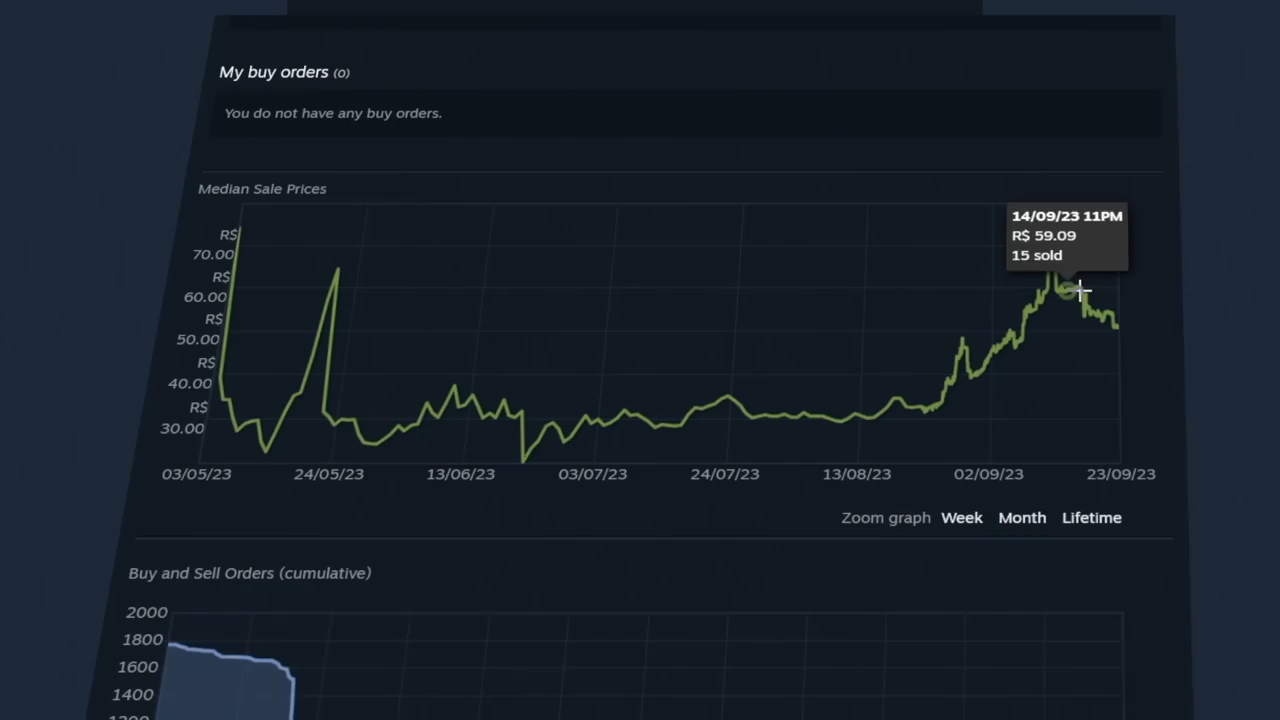 My buy orders (0)
You do not have any buy orders.
Median Sale Prices
14/09/23 11PM
R$ 59.09
15 sold
R$
70.00
R$
60.00
R$
50.00
R$
40.00
R$
30.00
03/05/23 24/05/23 13/06/23 03/07/23 24/07/23 13/08/23 02/09/23 23/09/23
Zoom graph Week Month Lifetime
Buy and Sell Orders (cumulative)
2000
1800
1600
1400